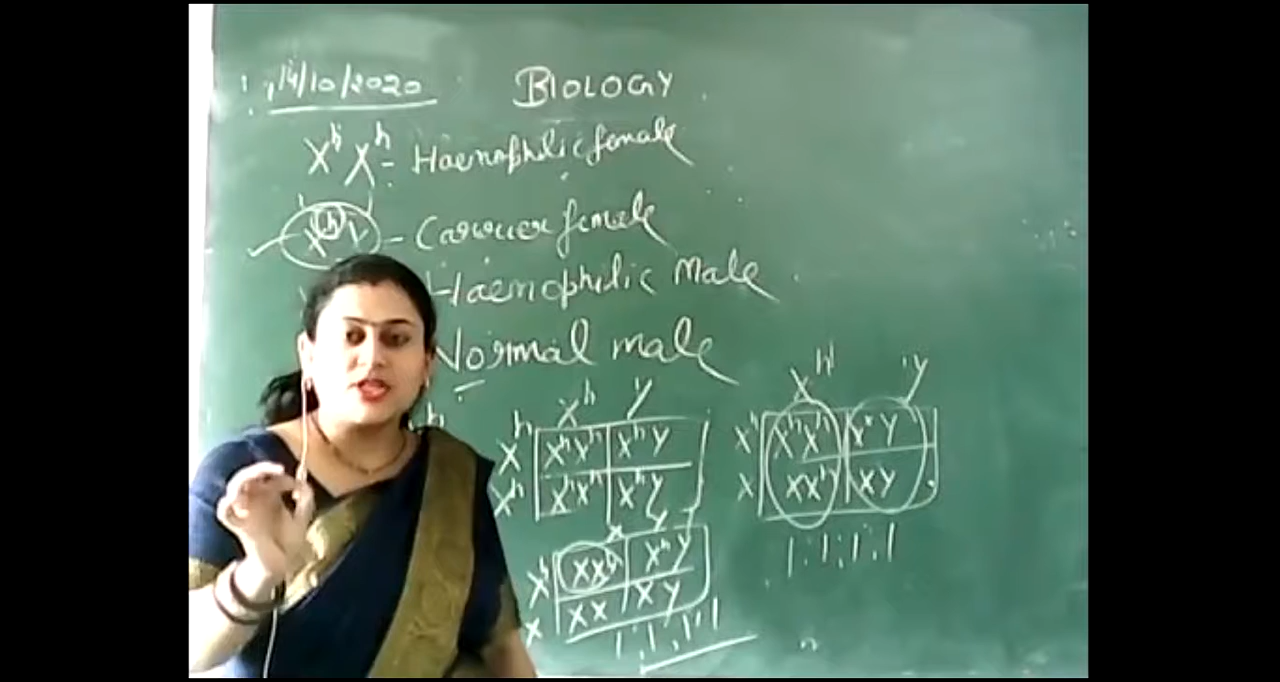 14/10/2020 BIOLOGY
XʰXʰ - Haemophilic female
Xʰ - Carrier female
Haemophilic Male
Normal male
Xʰ Y
Xʰ XʰXʰ XʰY
Xʰ XʰXʰ XʰY
X Y
Xʰ XXʰ XʰY
X XX XY
1:1:1:1
Xʰ Y
Xʰ XʰXʰ XʰY
X XXʰ XY
1:1:1:1